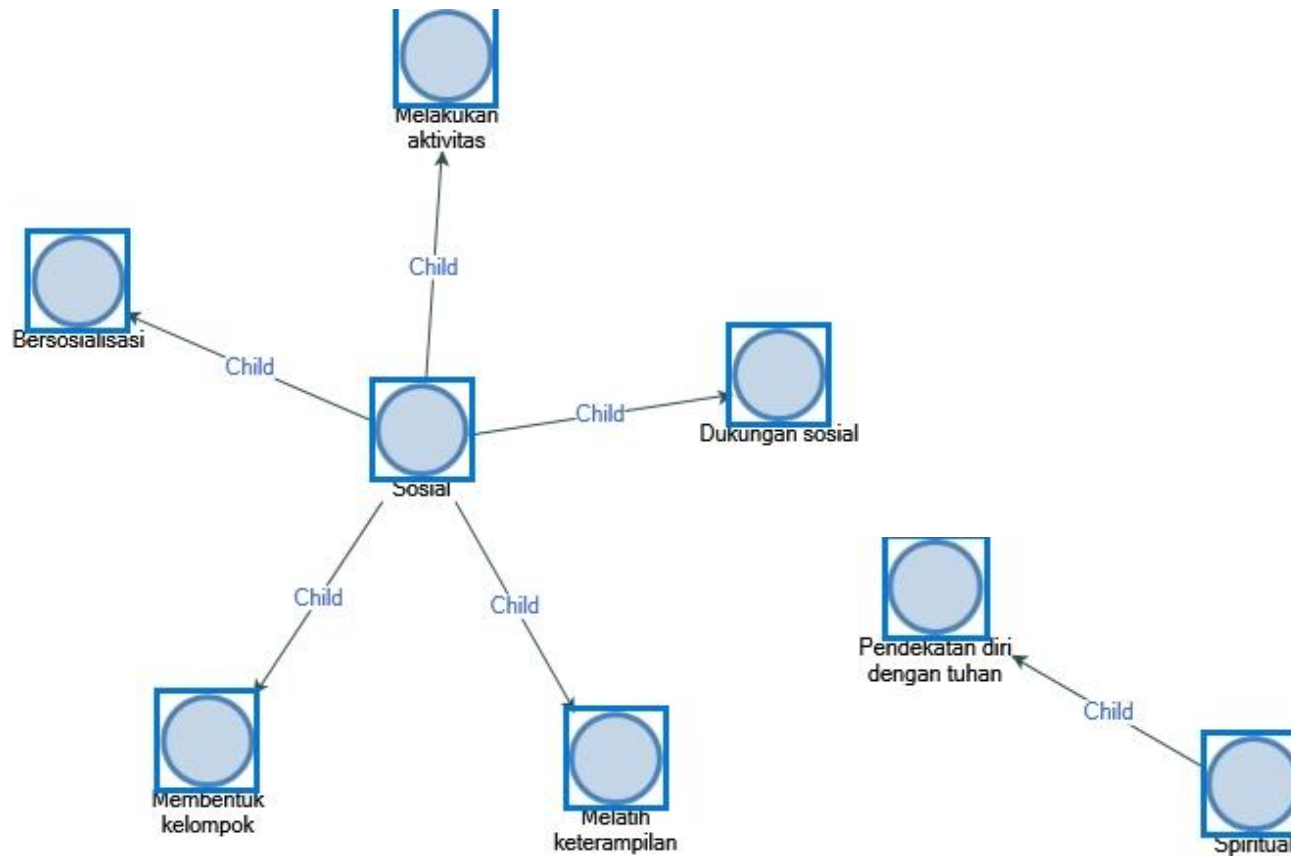 Melakukan
aktivitas
Child
Bersosialisasi
Child
Child
Dukungan sosial
Sosial
Child
Child
Pendekatan diri
dengan tuhan
Child
Membentuk
kelompok
Melatih
keterampilan
Spiritual